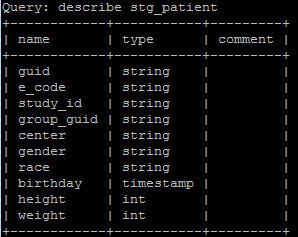 Query: describe stg_patient
+------------+-----------+---------+
| name       | type      | comment |
+------------+-----------+---------+
| guid       | string    |         |
| e_code     | string    |         |
| study_id   | string    |         |
| group_guid | string    |         |
| center     | string    |         |
| gender     | string    |         |
| race       | string    |         |
| birthday   | timestamp |         |
| height     | int       |         |
| weight     | int       |         |
+------------+-----------+---------+